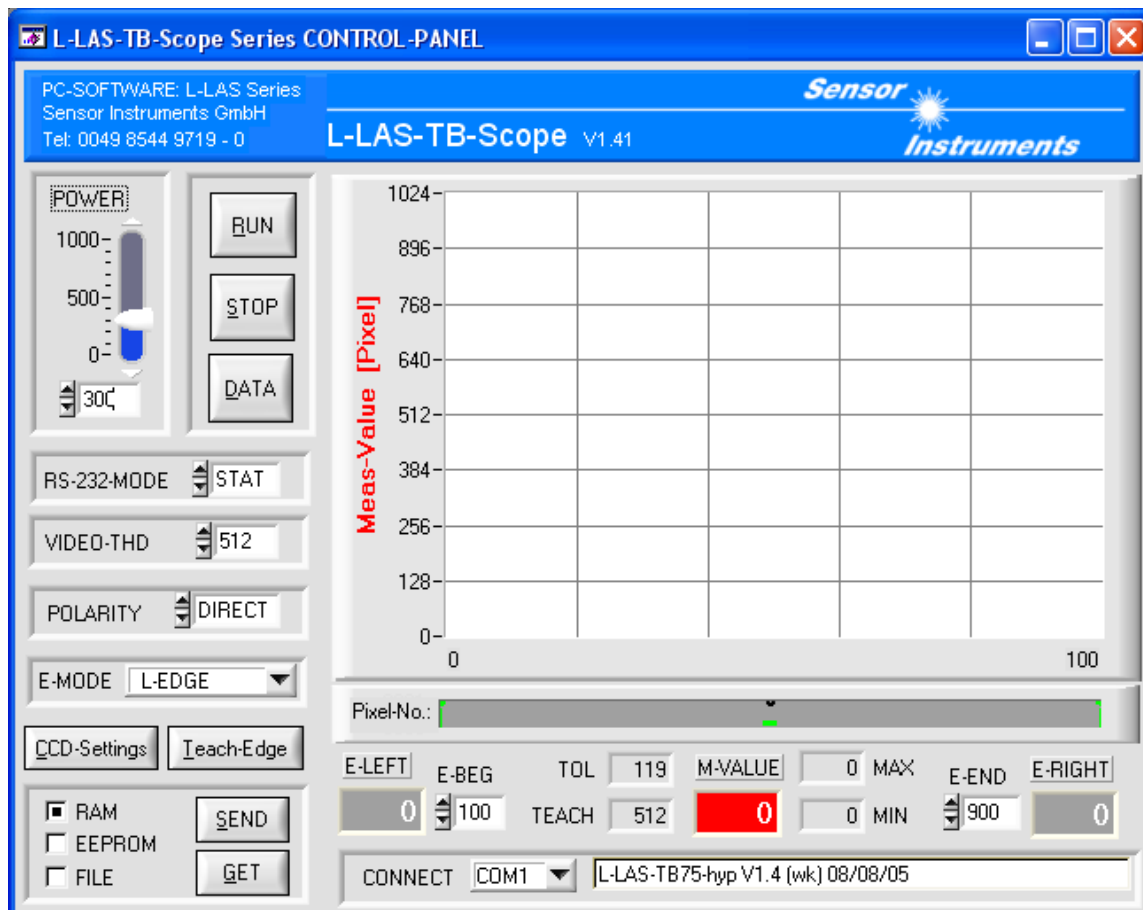 L-LAS-TB-Scope Series CONTROL-PANEL
PC-SOFTWARE: L-LAS Series
Sensor Instruments GmbH
Tel: 0049 8544 9719 - 0
L-LAS-TB-Scope V1.41
Sensor
Instruments
POWER
1000
500
0
300
RUN
STOP
DATA
RS-232-MODE STAT
VIDEO-THD 512
POLARITY DIRECT
E-MODE L-EDGE
CCD-Settings Teach-Edge
RAM
EEPROM
FILE
SEND
GET
Meas-Value [Pixel]
1024
896
768
640
512
384
256
128
0
0 100
Pixel-No.:
E-LEFT
0
E-BEG
100
TOL 119
TEACH 512
M-VALUE
0
0 MAX
0 MIN
E-END
900
E-RIGHT
0
CONNECT COM1 L-LAS-TB75-hyp V1.4 (wk) 08/08/05